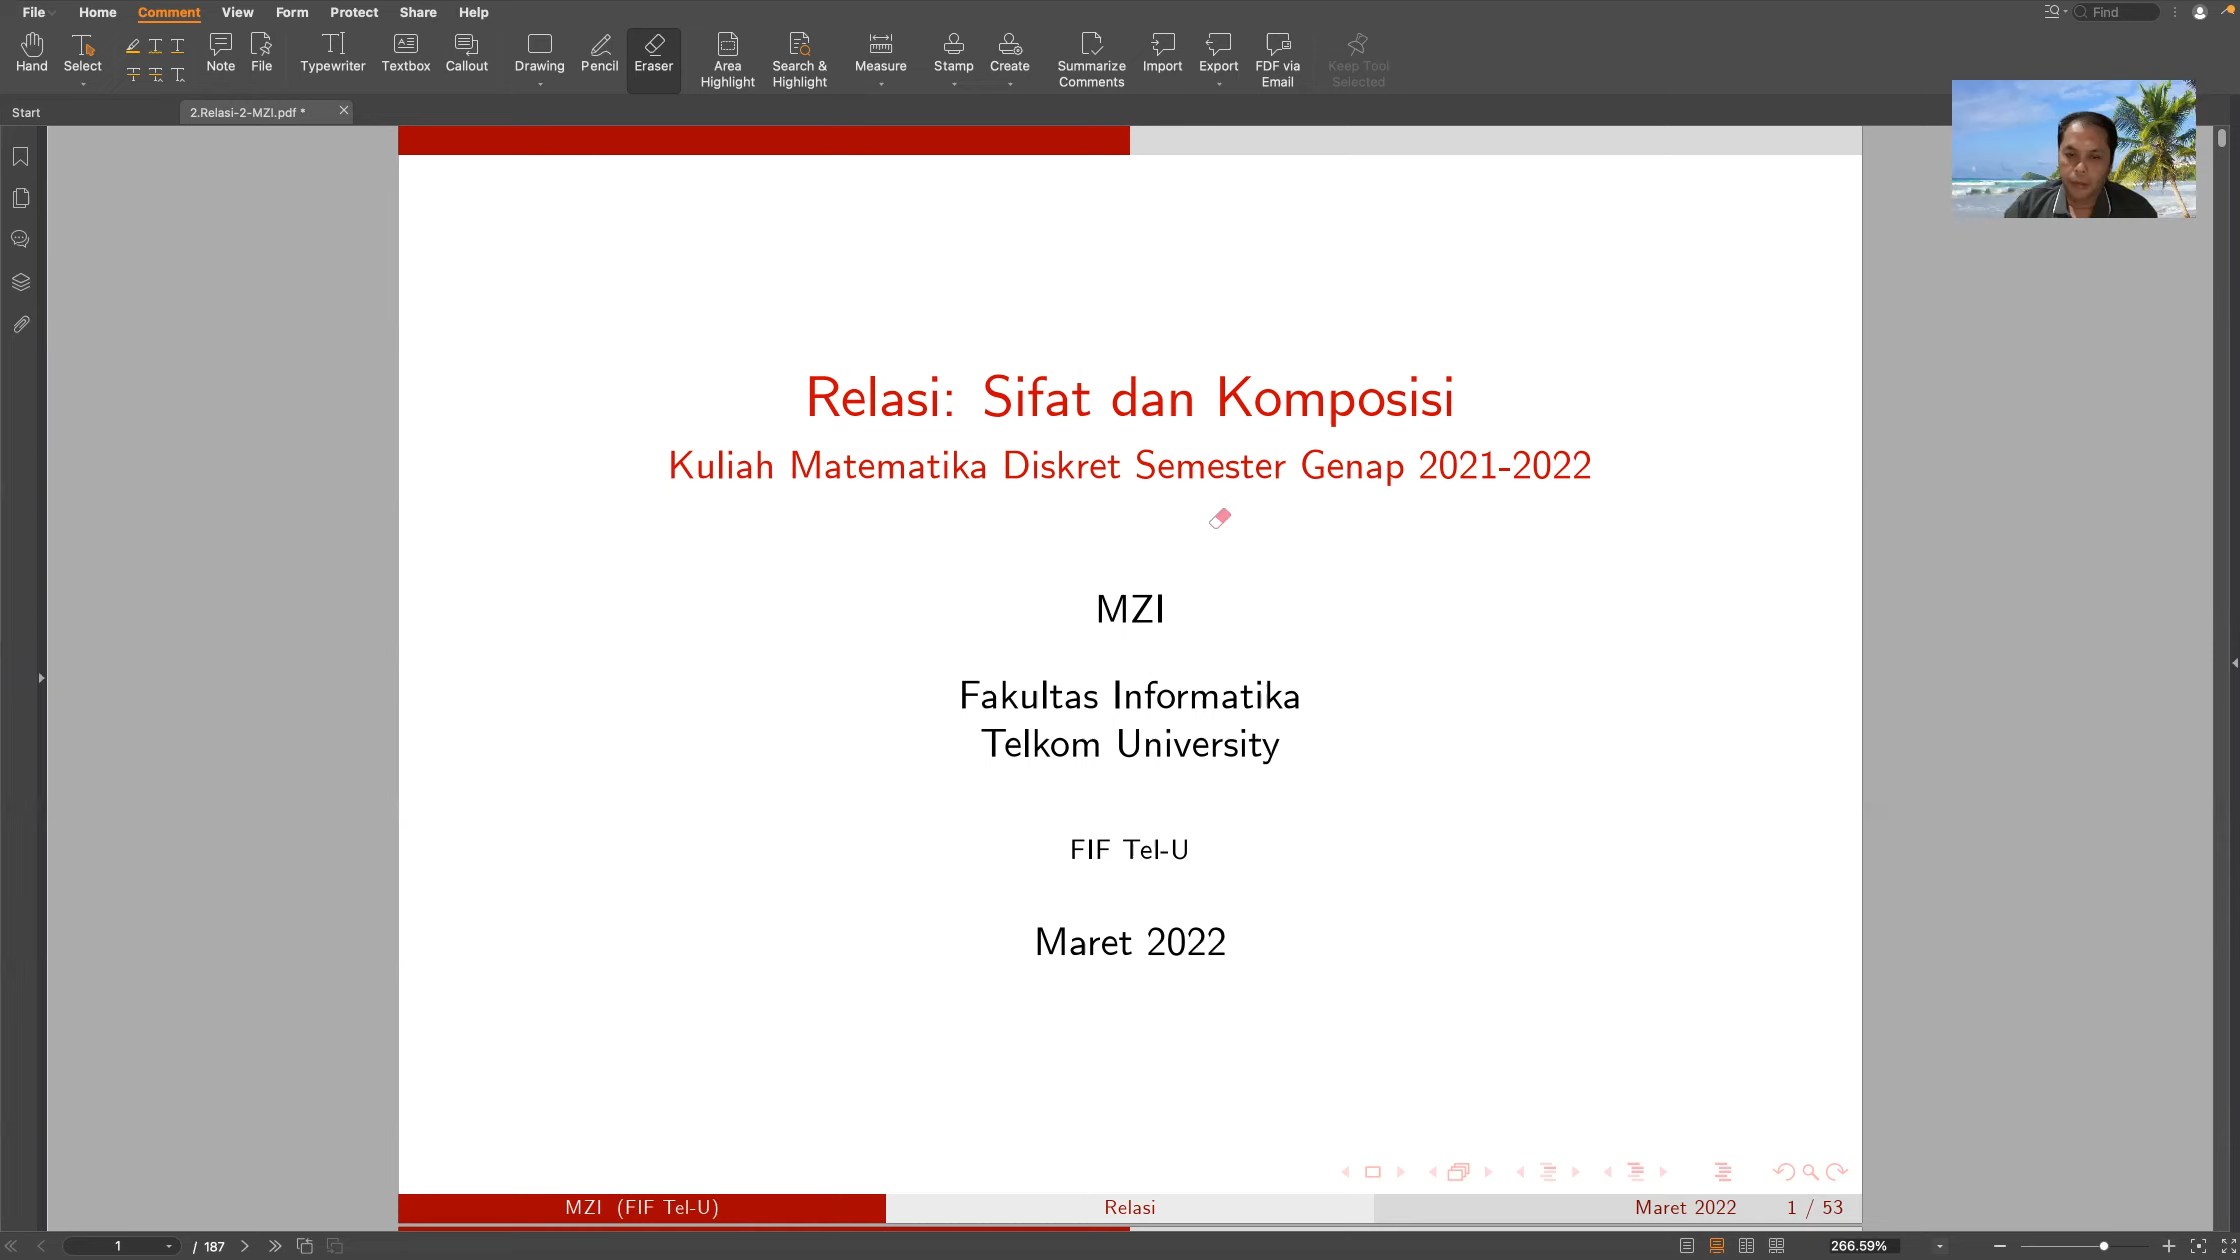 File Home Comment View Form Protect Share Help Find
Hand Select Note File Typewriter Textbox Callout Drawing Pencil Eraser Area Highlight Search & Highlight Measure Stamp Create Summarize Comments Import Export FDF via Email Keep Tool Selected
Start 2.Relasi-2-MZI.pdf *
Relasi: Sifat dan Komposisi
Kuliah Matematika Diskret Semester Genap 2021-2022
MZI
Fakultas Informatika
Telkom University
FIF Tel-U
Maret 2022
MZI (FIF Tel-U) Relasi Maret 2022 1 / 53
1 / 187 266.59%